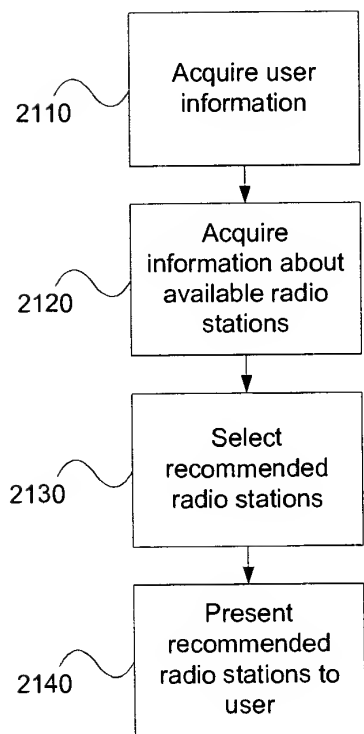 Acquire user
information
2110
Acquire
information about
available radio
stations
2120
Select
recommended
radio stations
2130
Present
recommended
radio stations to
user
2140